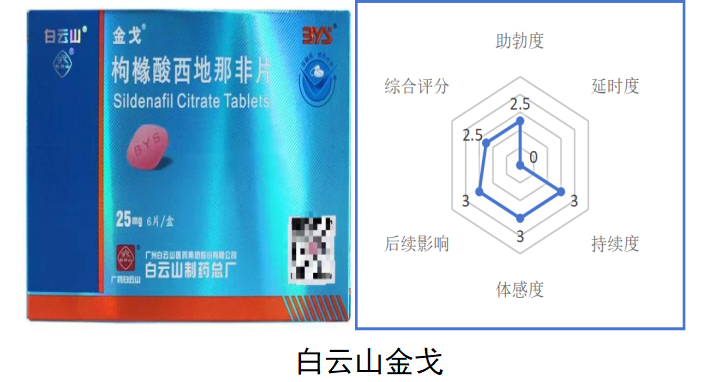 白云山®
金戈®
BYS
枸橼酸西地那非片
Sildenafil Citrate Tablets
BYS
25mg 6片/盒
广州白云山医药集团股份有限公司
白云山制药总厂
广药白云山
助勃度
综合评分
延时度
2.5
2.5
0
3
3
3
后续影响
持续度
体感度
白云山金戈